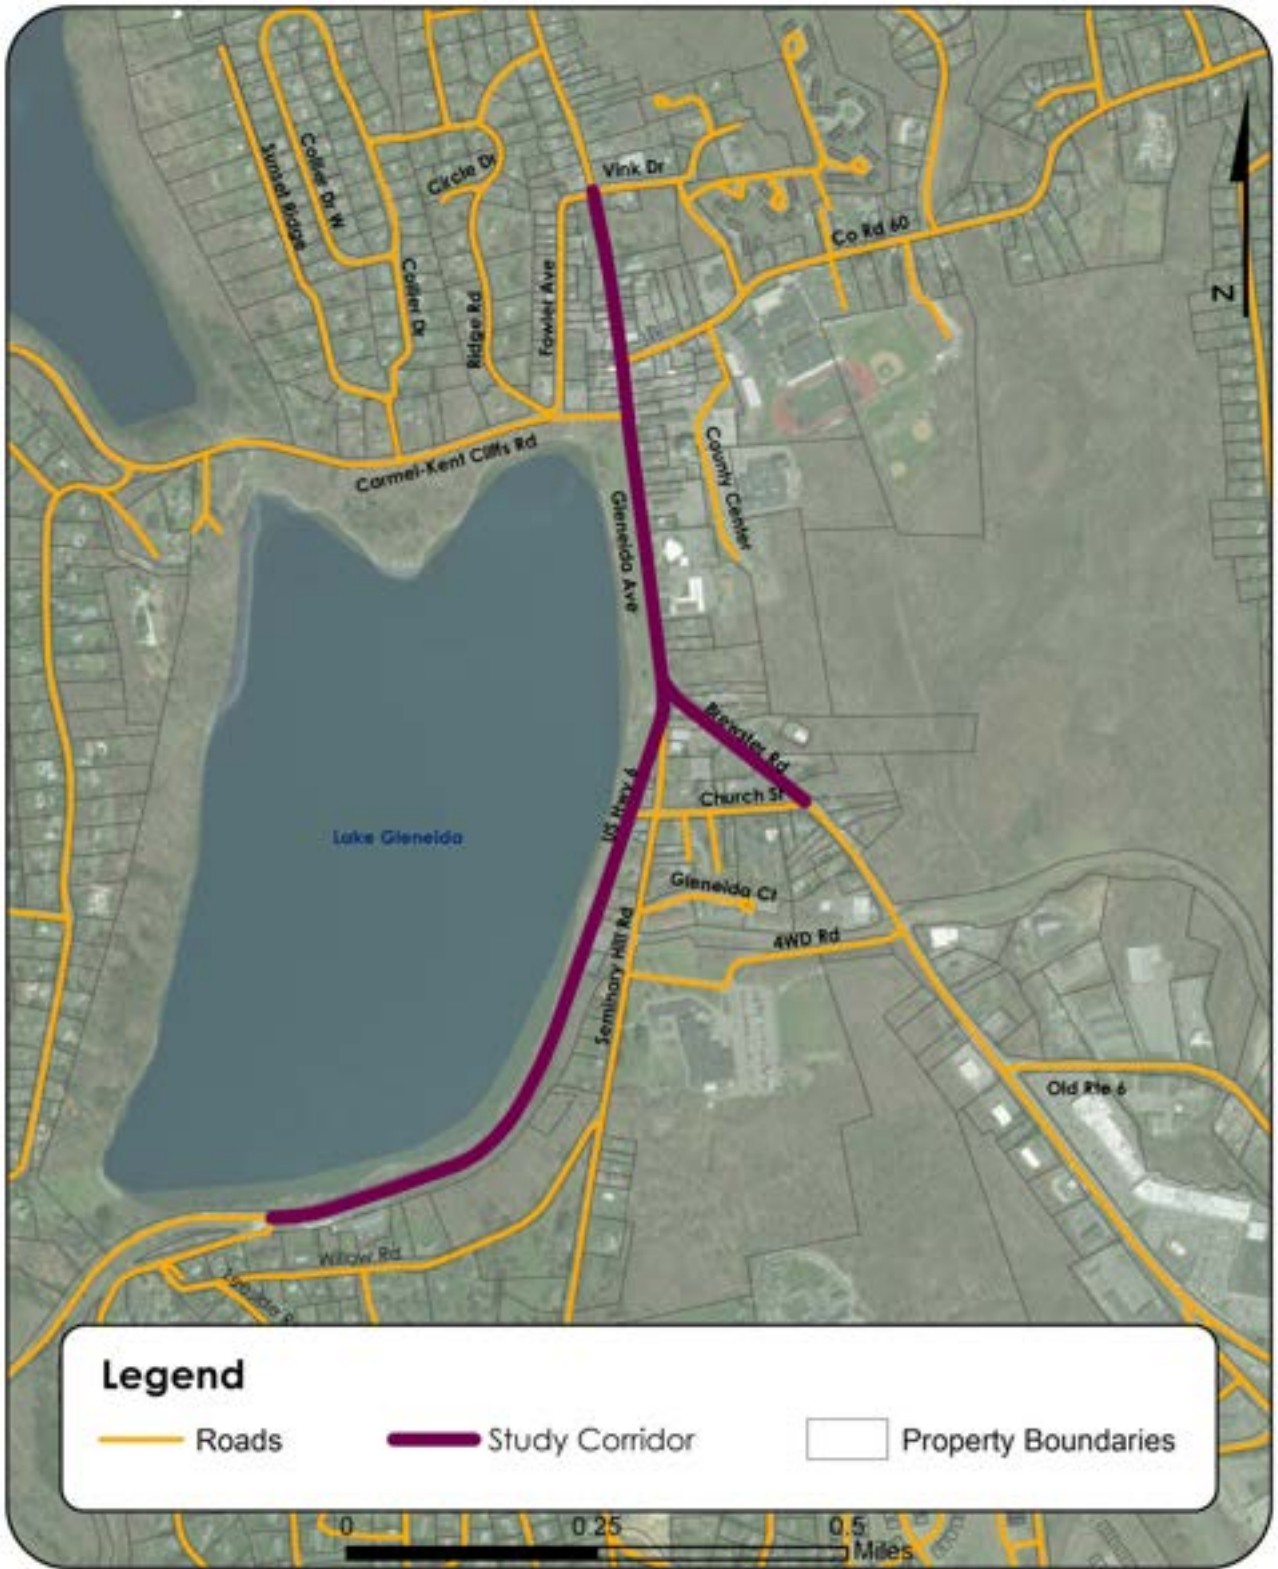 Vink Dr
Circle Dr
Collier Dr W
Sunset Ridge
Co Rd 60
Collier Dr
Fowler Ave
Ridge Rd
N
Carmel-Kent Cliffs Rd
County Center
Gleneida Ave
Brewster Rd
US Hwy 6
Church St
Lake Gleneida
Gleneida Ct
Seminary Hill Rd
4WD Rd
Old Rte 6
Willow Rd
Legend
Roads
Study Corridor
Property Boundaries
0 0.25 0.5
Miles